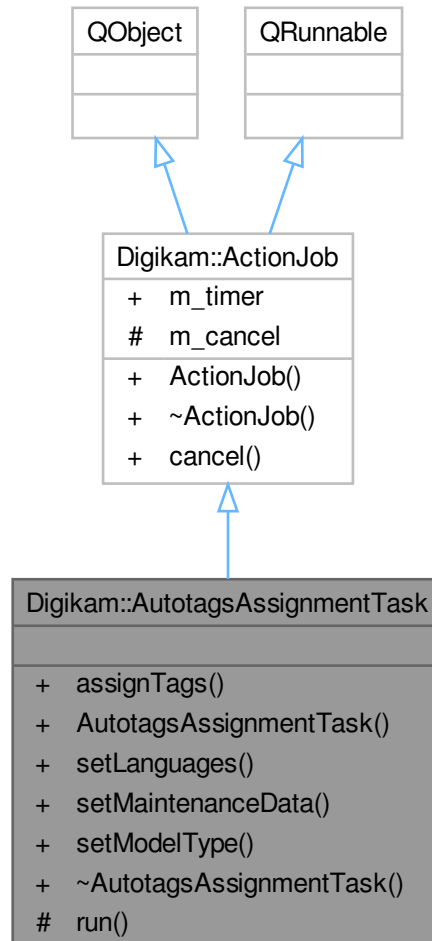 QObject
QRunnable
Digikam::ActionJob
+ m_timer
# m_cancel
+ ActionJob()
+ ~ActionJob()
+ cancel()
Digikam::AutotagsAssignmentTask
+ assignTags()
+ AutotagsAssignmentTask()
+ setLanguages()
+ setMaintenanceData()
+ setModelType()
+ ~AutotagsAssignmentTask()
# run()